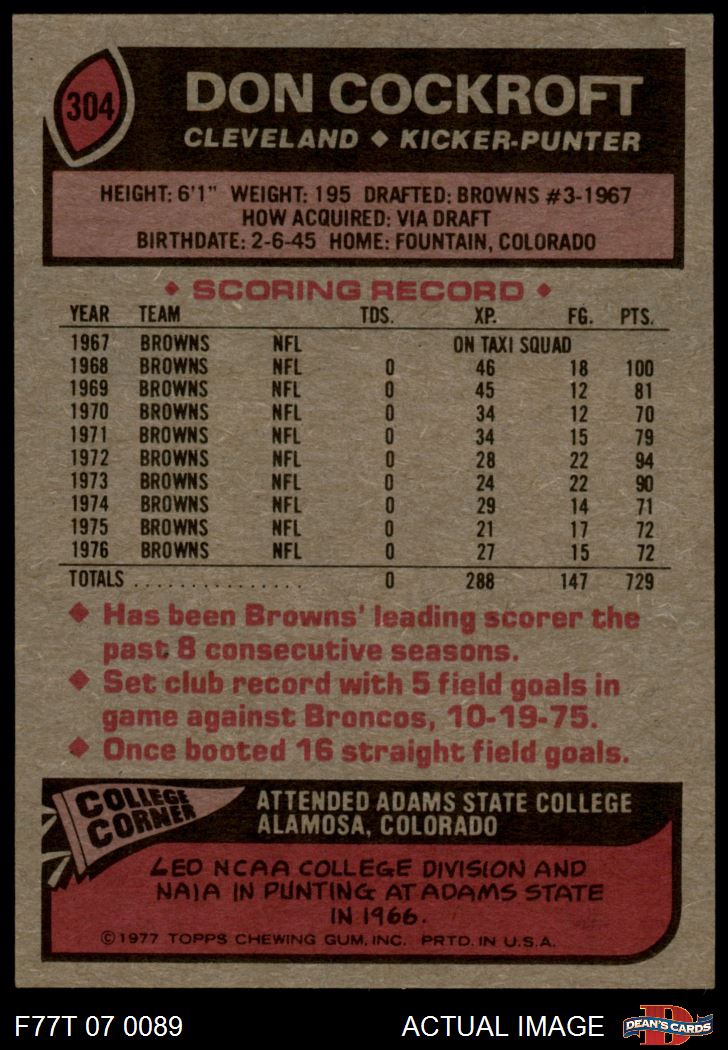 304
DON COCKROFT
CLEVELAND ◆ KICKER-PUNTER
HEIGHT: 6'1" WEIGHT: 195 DRAFTED: BROWNS #3-1967
HOW ACQUIRED: VIA DRAFT
BIRTHDATE: 2-6-45 HOME: FOUNTAIN, COLORADO
◆ SCORING RECORD ◆
YEAR TEAM TDS. XP. FG. PTS.
1967 BROWNS NFL ON TAXI SQUAD
1968 BROWNS NFL 0 46 18 100
1969 BROWNS NFL 0 45 12 81
1970 BROWNS NFL 0 34 12 70
1971 BROWNS NFL 0 34 15 79
1972 BROWNS NFL 0 28 22 94
1973 BROWNS NFL 0 24 22 90
1974 BROWNS NFL 0 29 14 71
1975 BROWNS NFL 0 21 17 72
1976 BROWNS NFL 0 27 15 72
TOTALS . . . . . . . . . . . . . . . 0 288 147 729
◆ Has been Browns' leading scorer the
past 8 consecutive seasons.
◆ Set club record with 5 field goals in
game against Broncos, 10-19-75.
◆ Once booted 16 straight field goals.
COLLEGE
CORNER
ATTENDED ADAMS STATE COLLEGE
ALAMOSA, COLORADO
LED NCAA COLLEGE DIVISION AND
NAIA IN PUNTING AT ADAMS STATE
IN 1966.
©1977 TOPPS CHEWING GUM, INC. PRTD. IN U.S.A.
F77T 07 0089 ACTUAL IMAGE
D
DEAN'S CARDS